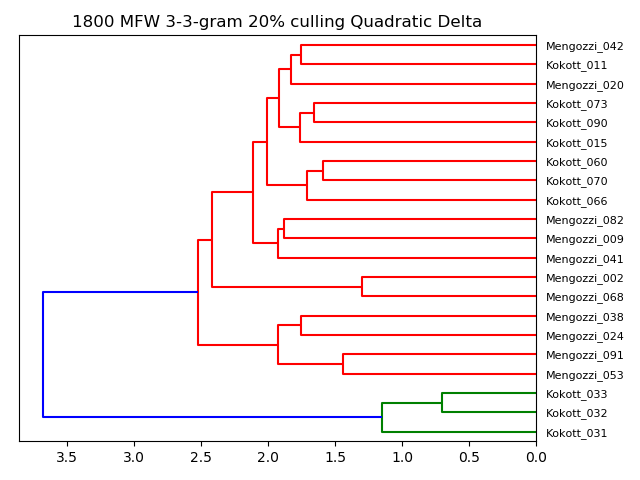 1800 MFW 3-3-gram 20% culling Quadratic Delta
Mengozzi_042
Kokott_011
Mengozzi_020
Kokott_073
Kokott_090
Kokott_015
Kokott_060
Kokott_070
Kokott_066
Mengozzi_082
Mengozzi_009
Mengozzi_041
Mengozzi_002
Mengozzi_068
Mengozzi_038
Mengozzi_024
Mengozzi_091
Mengozzi_053
Kokott_033
Kokott_032
Kokott_031
3.5 3.0 2.5 2.0 1.5 1.0 0.5 0.0